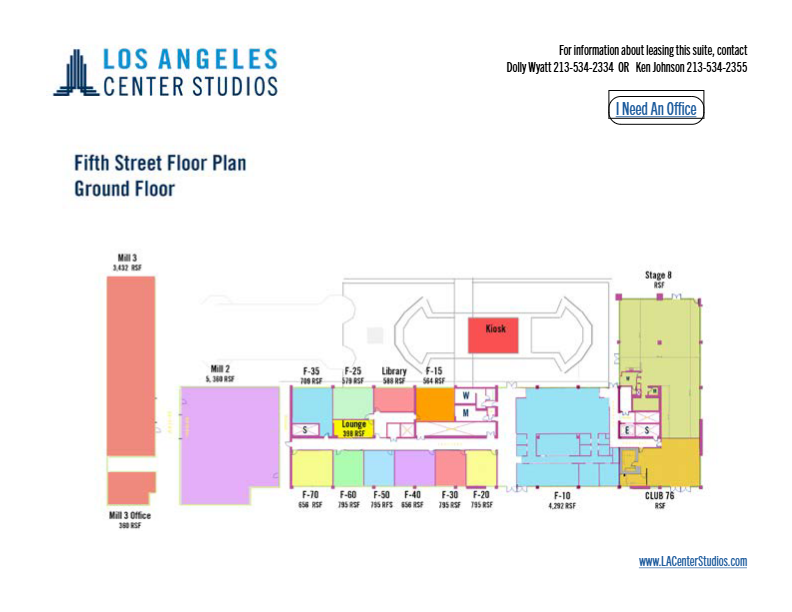 LOS ANGELES
CENTER STUDIOS
For information about leasing this suite, contact
Dolly Wyatt 213-534-2334 OR Ken Johnson 213-534-2355
I Need An Office
Fifth Street Floor Plan
Ground Floor
Mill 3
3,432 RSF
Stage 8
RSF
Kiosk
Mill 2
5, 360 RSF
F-35
709 RSF
F-25
579 RSF
Library
588 RSF
F-15
564 RSF
W
M
Lounge
398 RSF
S
E
S
F-70
656 RSF
F-60
795 RSF
F-50
795 RFS
F-40
656 RSF
F-30
795 RSF
F-20
795 RSF
F-10
4,292 RSF
CLUB 76
RSF
Mill 3 Office
360 RSF
www.LACenterStudios.com